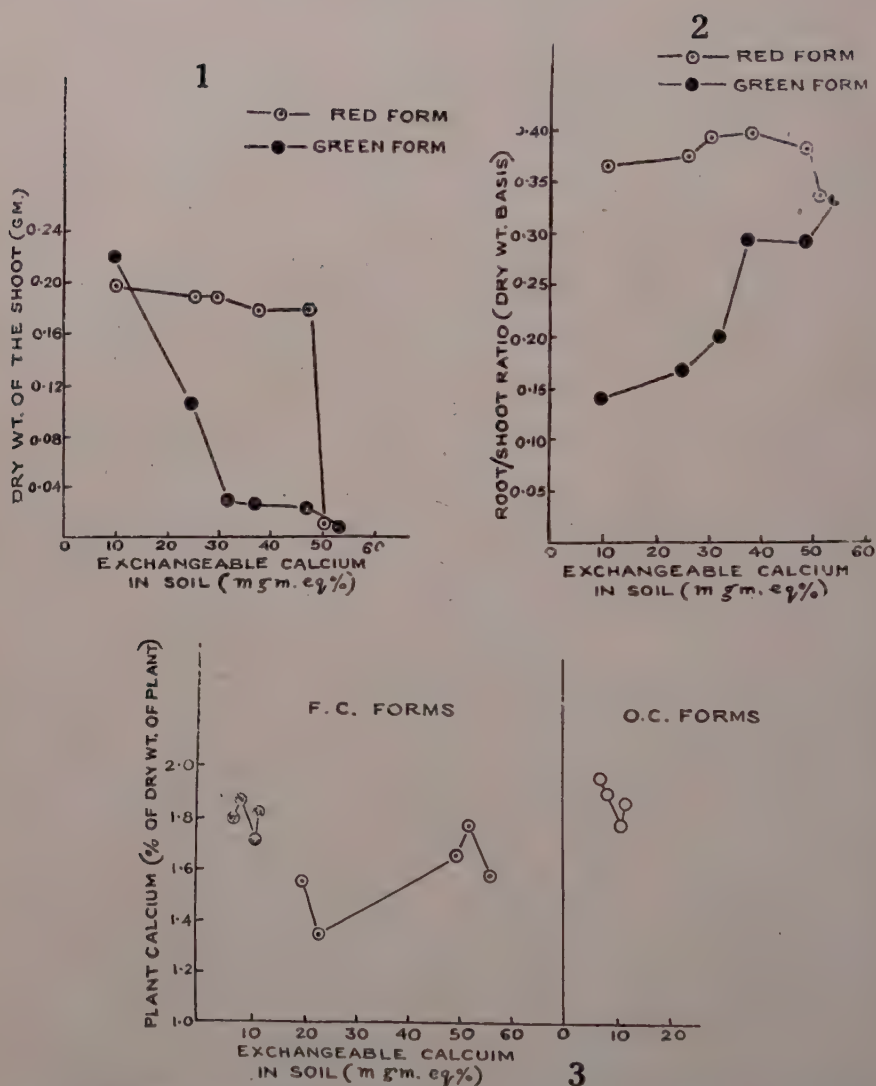 1
RED FORM
GREEN FORM
DRY WT. OF THE SHOOT (GM.)
0.24
0.20
0.16
0.12
0.08
0.04
0 10 20 30 40 50 60
EXCHANGEABLE CALCIUM
IN SOIL (mgm. eq%)
2
RED FORM
GREEN FORM
ROOT/SHOOT RATIO (DRY WT. BASIS)
0.40
0.35
0.30
0.25
0.20
0.15
0.10
0.05
0 10 20 30 40 50 60
EXCHANGEABLE CALCIUM
IN SOIL (mgm. eq%)
F.C. FORMS
O.C. FORMS
PLANT CALCIUM (% OF DRY WT. OF PLANT)
2.0
1.8
1.6
1.4
1.2
1.0
10 20 30 40 50 60
0 10 20
EXCHANGEABLE CALCUIM
IN SOIL (mgm. eq%)
3